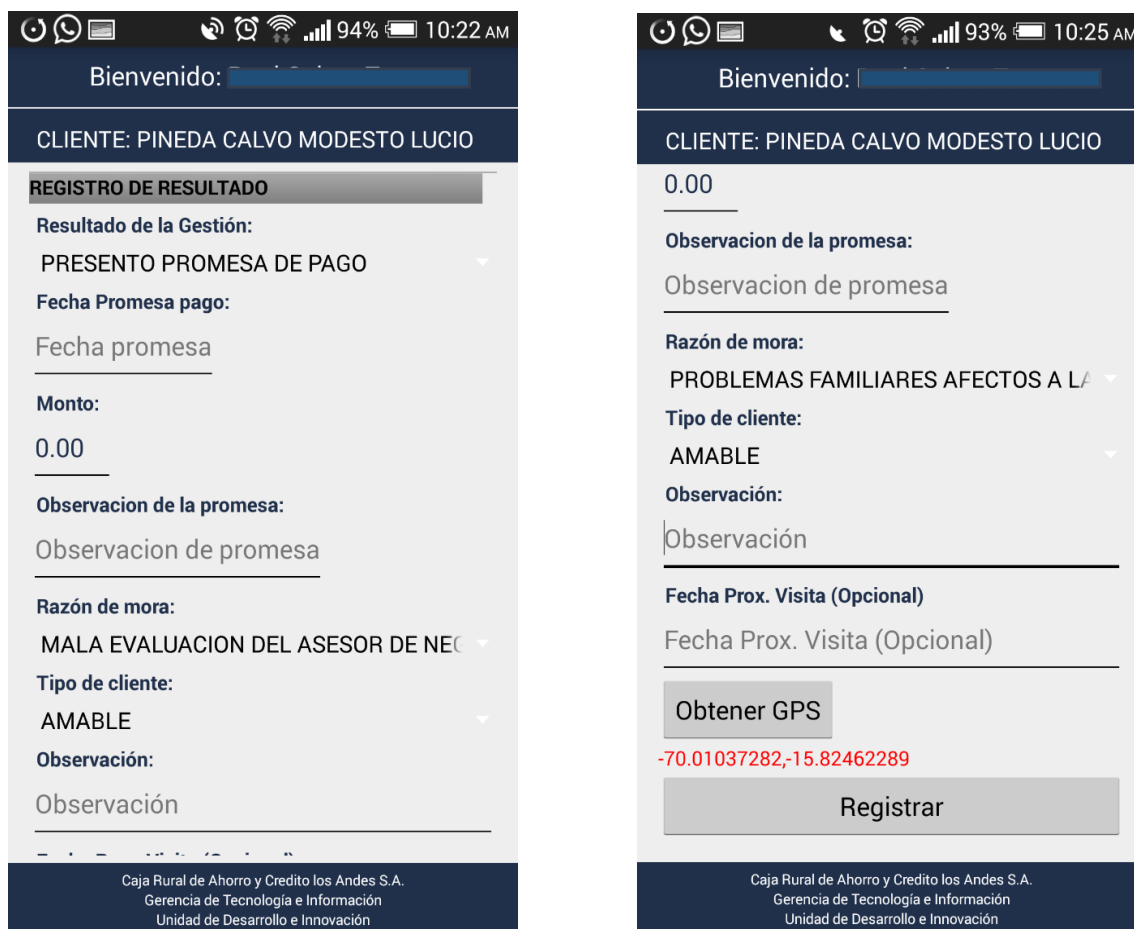 94% 10:22 AM
Bienvenido:
CLIENTE: PINEDA CALVO MODESTO LUCIO
REGISTRO DE RESULTADO
Resultado de la Gestión:
PRESENTO PROMESA DE PAGO
Fecha Promesa pago:
Fecha promesa
Monto:
0.00
Observacion de la promesa:
Observacion de promesa
Razón de mora:
MALA EVALUACION DEL ASESOR DE NEG
Tipo de cliente:
AMABLE
Observación:
Observación
Caja Rural de Ahorro y Credito los Andes S.A.
Gerencia de Tecnología e Información
Unidad de Desarrollo e Innovación
93% 10:25 AM
Bienvenido:
CLIENTE: PINEDA CALVO MODESTO LUCIO
0.00
Observacion de la promesa:
Observacion de promesa
Razón de mora:
PROBLEMAS FAMILIARES AFECTOS A LA
Tipo de cliente:
AMABLE
Observación:
Observación
Fecha Prox. Visita (Opcional)
Fecha Prox. Visita (Opcional)
Obtener GPS
-70.01037282,-15.82462289
Registrar
Caja Rural de Ahorro y Credito los Andes S.A.
Gerencia de Tecnología e Información
Unidad de Desarrollo e Innovación